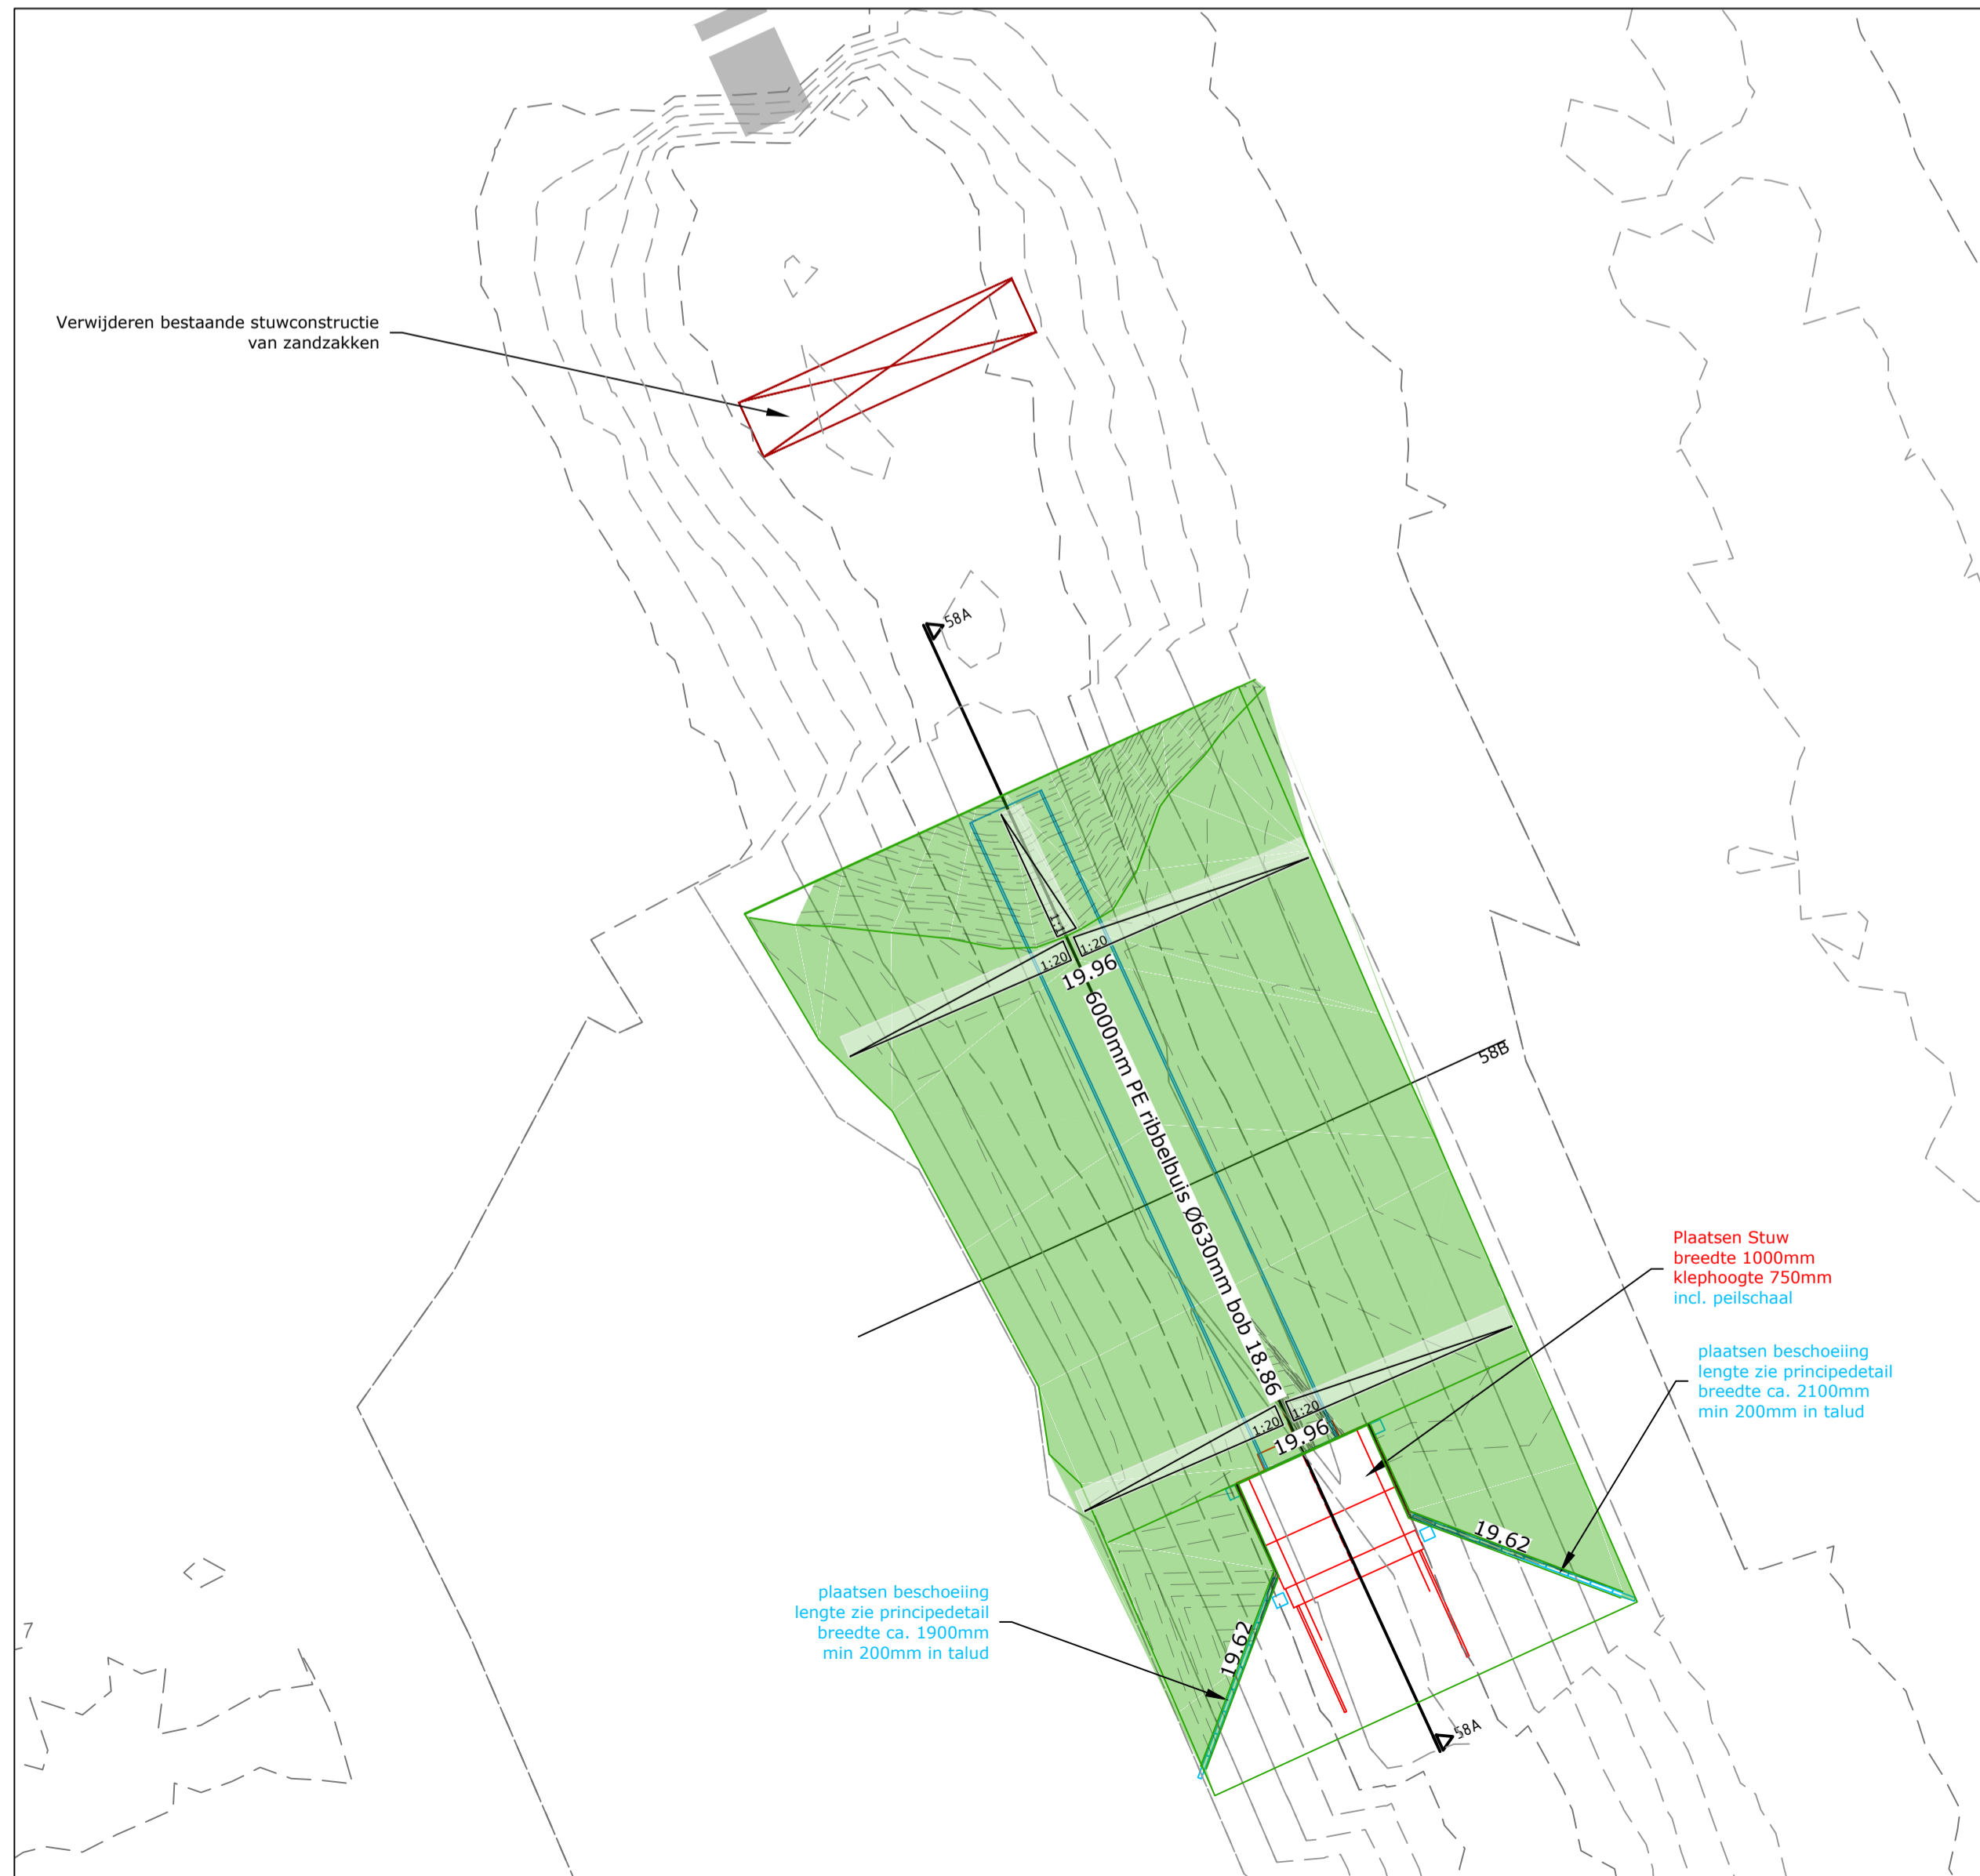 Verwijderen bestaande stuwconstructie
van zandzakken
58A
1:1
1:20
1:20
19.96
6000mm PE ribbelbuis Ø630mm bob 18.86
58B
Plaatsen Stuw
breedte 1000mm
klephoogte 750mm
incl. peilschaal
plaatsen beschoeiing
lengte zie principedetail
breedte ca. 2100mm
min 200mm in talud
1:20
1:20
19.96
19.62
plaatsen beschoeiing
lengte zie principedetail
breedte ca. 1900mm
min 200mm in talud
19.62
58A